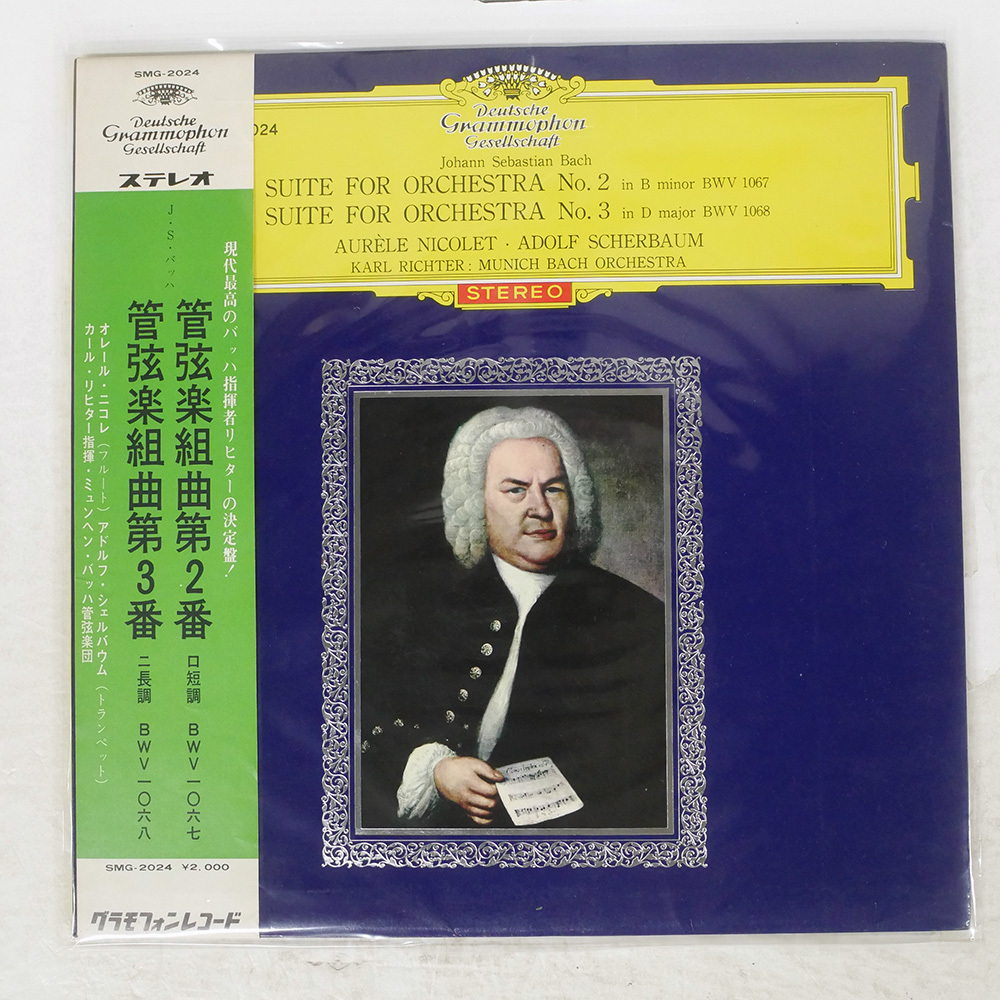 SMG-2024
Deutsche
Grammophon
Gesellschaft
ステレオ
現代最高のバッハ指揮者リヒターの決定盤!
J・S・バッハ
管弦楽組曲第2番 ロ短調 BWV一〇六七
管弦楽組曲第3番 ニ長調 BWV一〇六八
オレール・ニコレ(フルート)アドルフ・シェルバウム(トランペット)
カール・リヒター指揮・ミュンヘン・バッハ管弦楽団
SMG-2024 ¥2,000
グラモフォンレコード
024
Deutsche
Grammophon
Gesellschaft
Johann Sebastian Bach
SUITE FOR ORCHESTRA No. 2 in B minor BWV 1067
SUITE FOR ORCHESTRA No. 3 in D major BWV 1068
AURÈLE NICOLET · ADOLF SCHERBAUM
KARL RICHTER: MUNICH BACH ORCHESTRA
STEREO